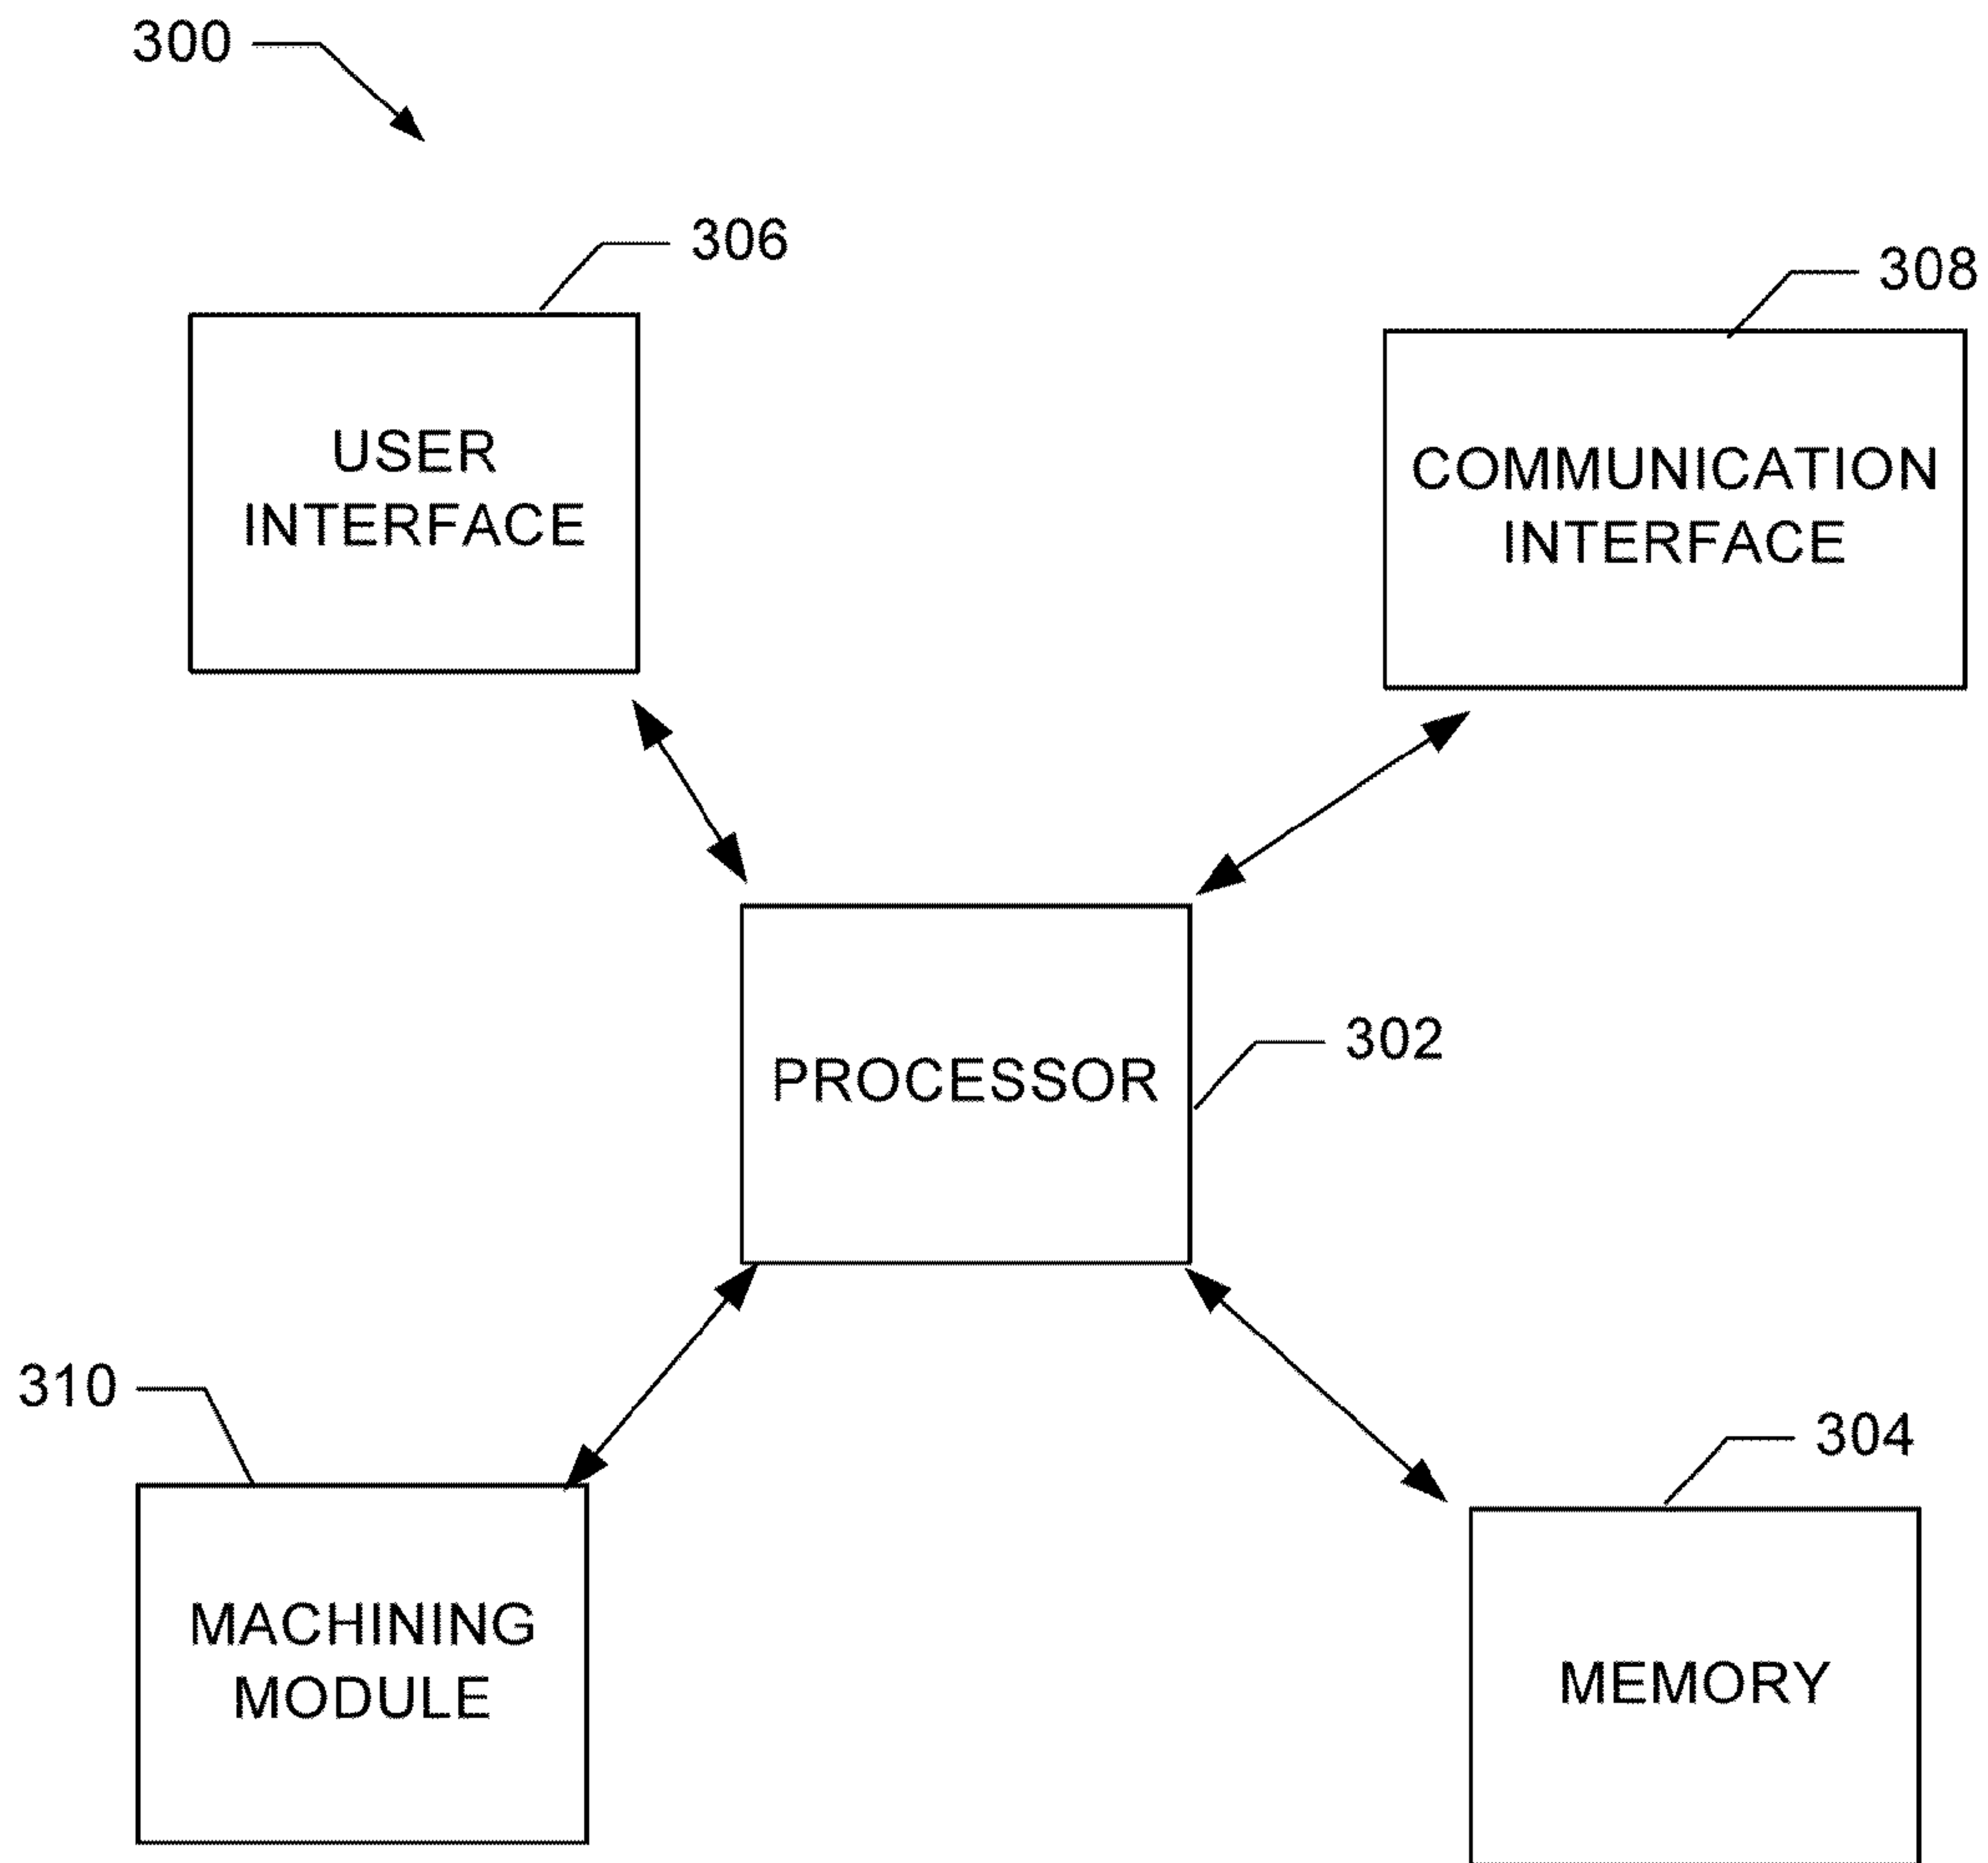 300
306
308
USER
INTERFACE
COMMUNICATION
INTERFACE
302
PROCESSOR
310
304
MACHINING
MODULE
MEMORY